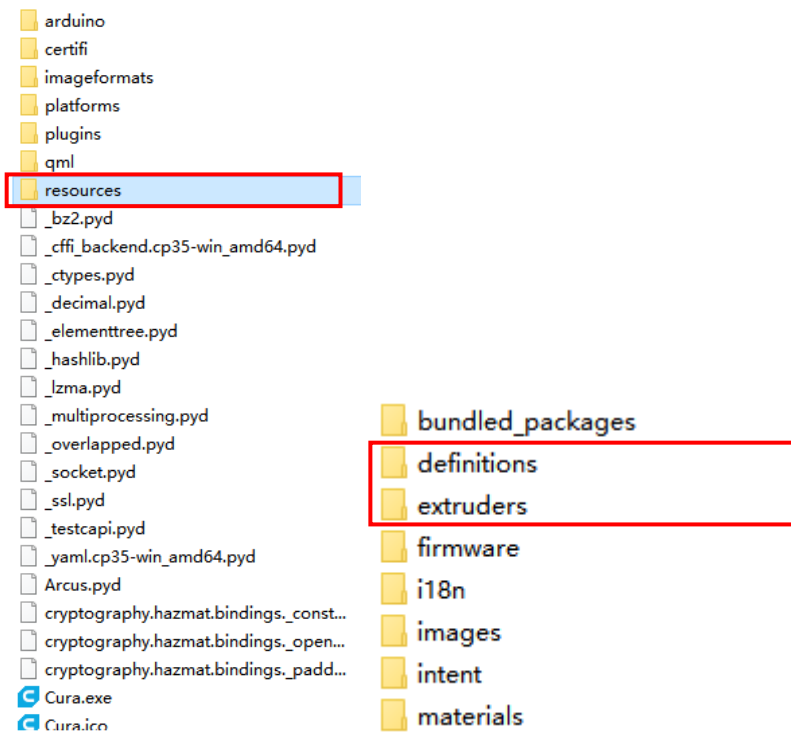 arduino
certifi
imageformats
platforms
plugins
qml
resources
_bz2.pyd
_cffi_backend.cp35-win_amd64.pyd
_ctypes.pyd
_decimal.pyd
_elementtree.pyd
_hashlib.pyd
_lzma.pyd
_multiprocessing.pyd
_overlapped.pyd
_socket.pyd
_ssl.pyd
_testcapi.pyd
_yaml.cp35-win_amd64.pyd
Arcus.pyd
cryptography.hazmat.bindings._const...
cryptography.hazmat.bindings._open...
cryptography.hazmat.bindings._padd...
Cura.exe
Cura.ico
bundled_packages
definitions
extruders
firmware
i18n
images
intent
materials